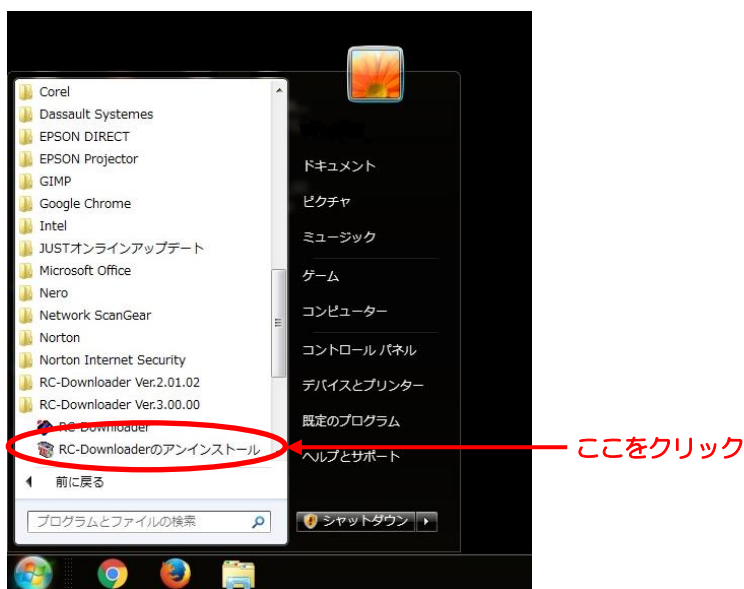 Corel
Dassault Systemes
EPSON DIRECT
EPSON Projector
GIMP
Google Chrome
Intel
JUSTオンラインアップデート
Microsoft Office
Nero
Network ScanGear
Norton
Norton Internet Security
RC-Downloader Ver.2.01.02
RC-Downloader Ver.3.00.00
RC-Downloader
RC-Downloaderのアンインストール
前に戻る
プログラムとファイルの検索
ドキュメント
ピクチャ
ミュージック
ゲーム
コンピューター
コントロール パネル
デバイスとプリンター
既定のプログラム
ヘルプとサポート
シャットダウン
ここをクリック